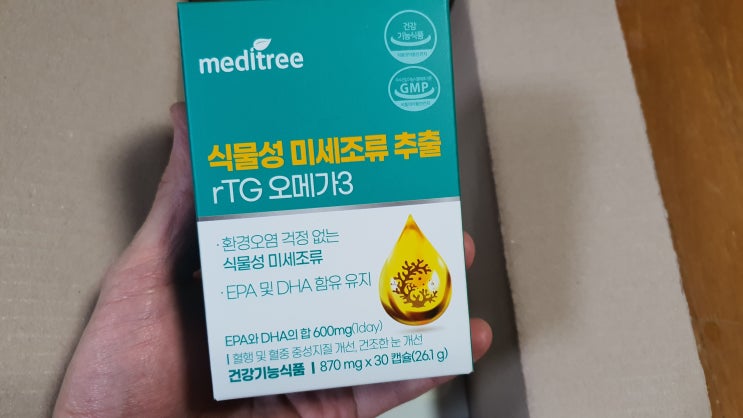 meditree
건강
기능식품
GMP
식물성 미세조류 추출
rTG 오메가3
· 환경오염 걱정 없는
식물성 미세조류
· EPA 및 DHA 함유 유지
EPA와 DHA의 합 600mg(1day)
| 혈행 및 혈중 중성지질 개선, 건조한 눈 개선
건강기능식품 | 870 mg x 30 캡슐(26.1 g)